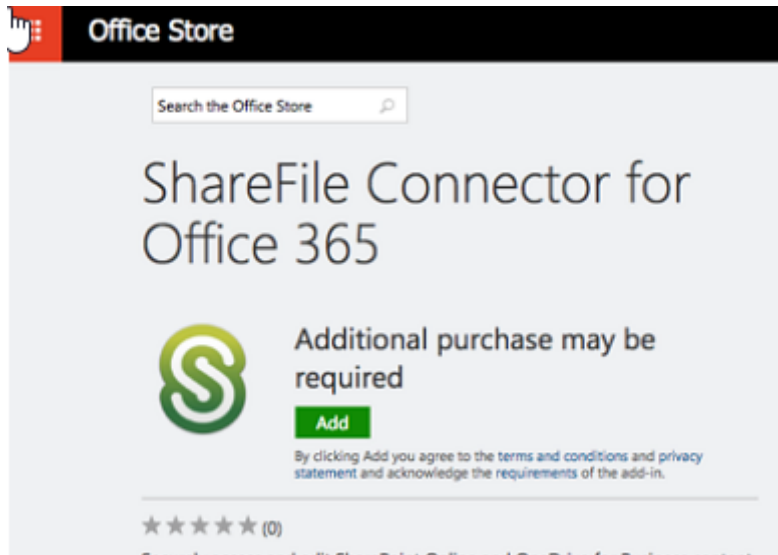 Office Store
Search the Office Store
ShareFile Connector for
Office 365
Additional purchase may be
required
Add
By clicking Add you agree to the terms and conditions and privacy
statement and acknowledge the requirements of the add-in.
(0)